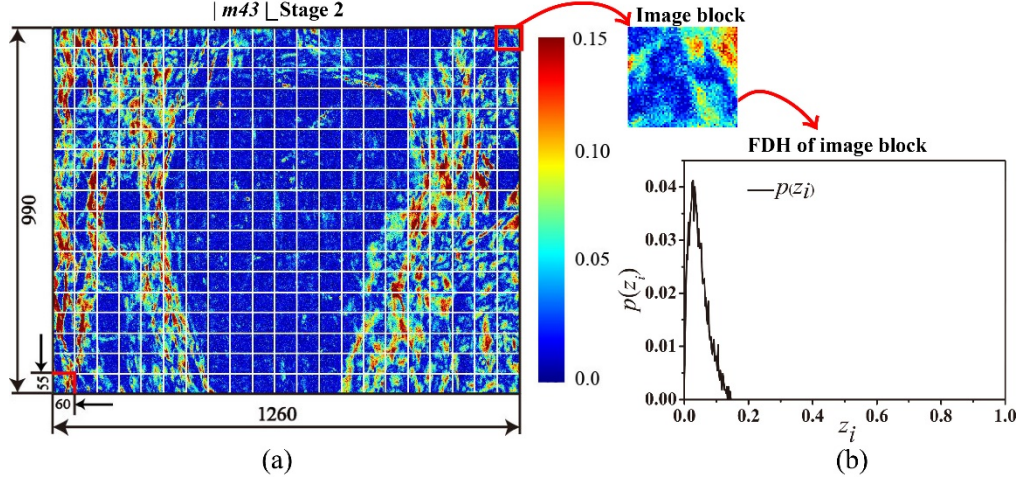 | m43 |_Stage 2
990
55
60
1260
(a)
0.15
0.10
0.05
0.0
Image block
FDH of image block
p(zᵢ)
0.04
0.03
0.02
0.01
0.00
p(zᵢ)
0.0 0.2 0.4 0.6 0.8 1.0
zᵢ
(b)